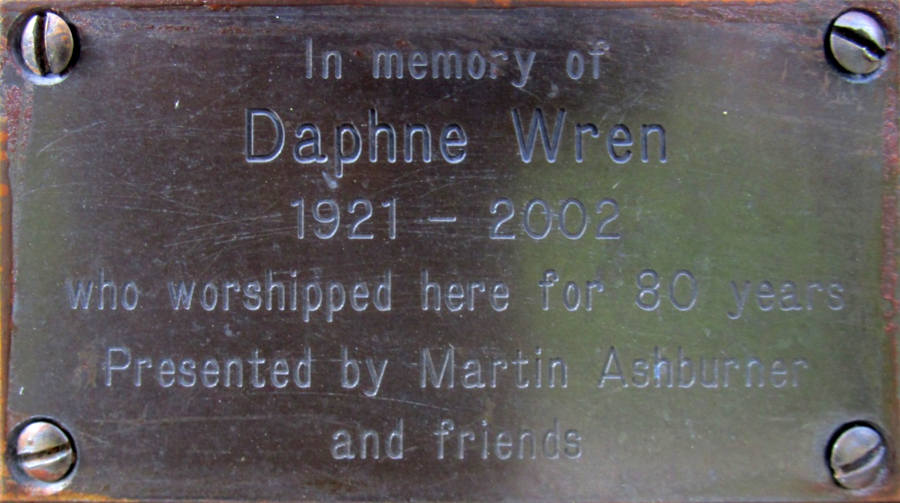 In memory of
Daphne Wren
1921 – 2002
who worshipped here for 80 years
Presented by Martin Ashburner
and friends